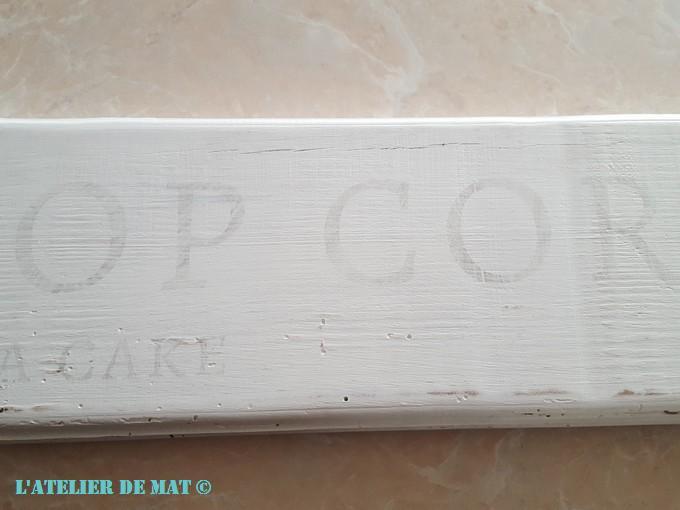 OP COR
A CAKE
L'ATELIER DE MAT ©